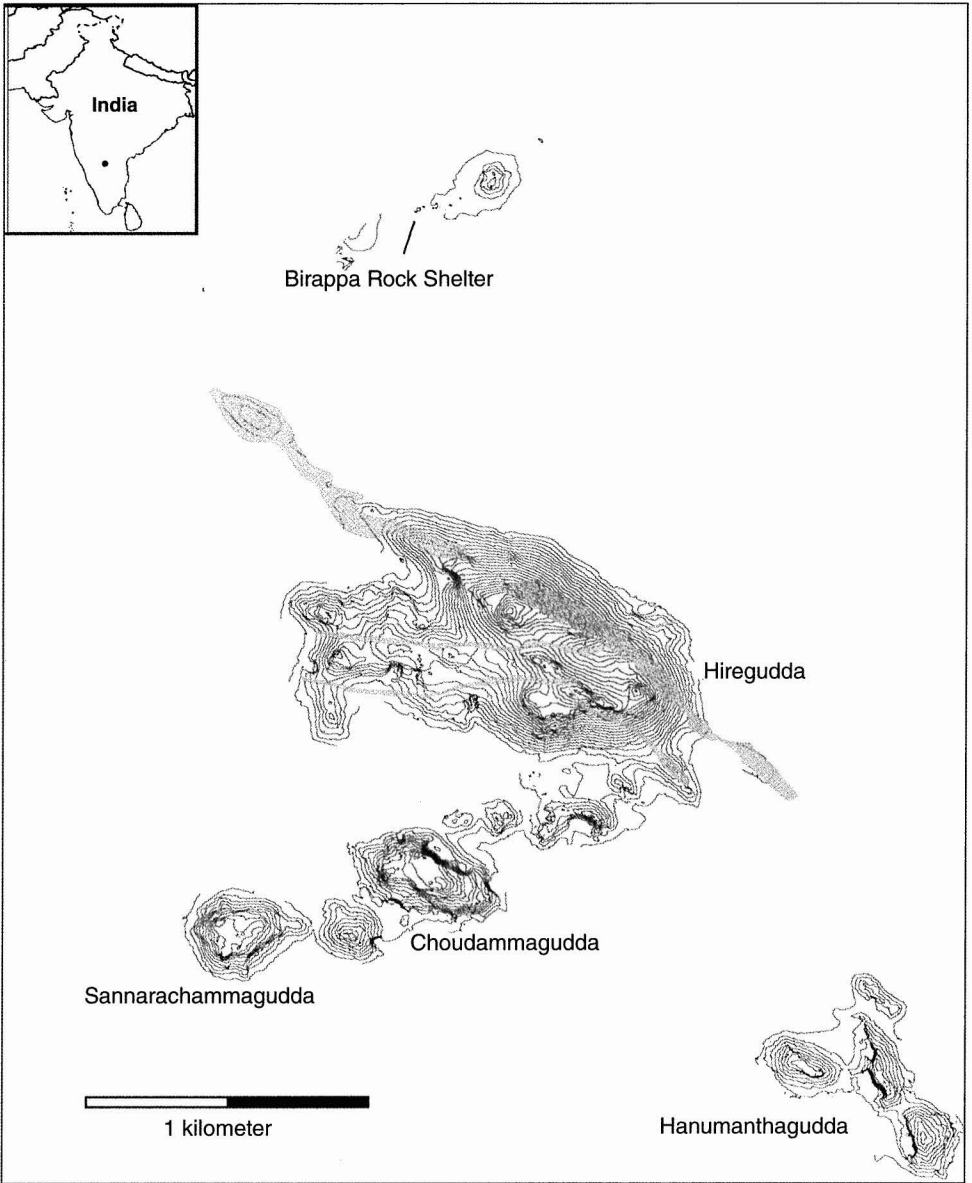 India
Birappa Rock Shelter
Hiregudda
Choudammagudda
Sannarachammagudda
1 kilometer
Hanumanthagudda